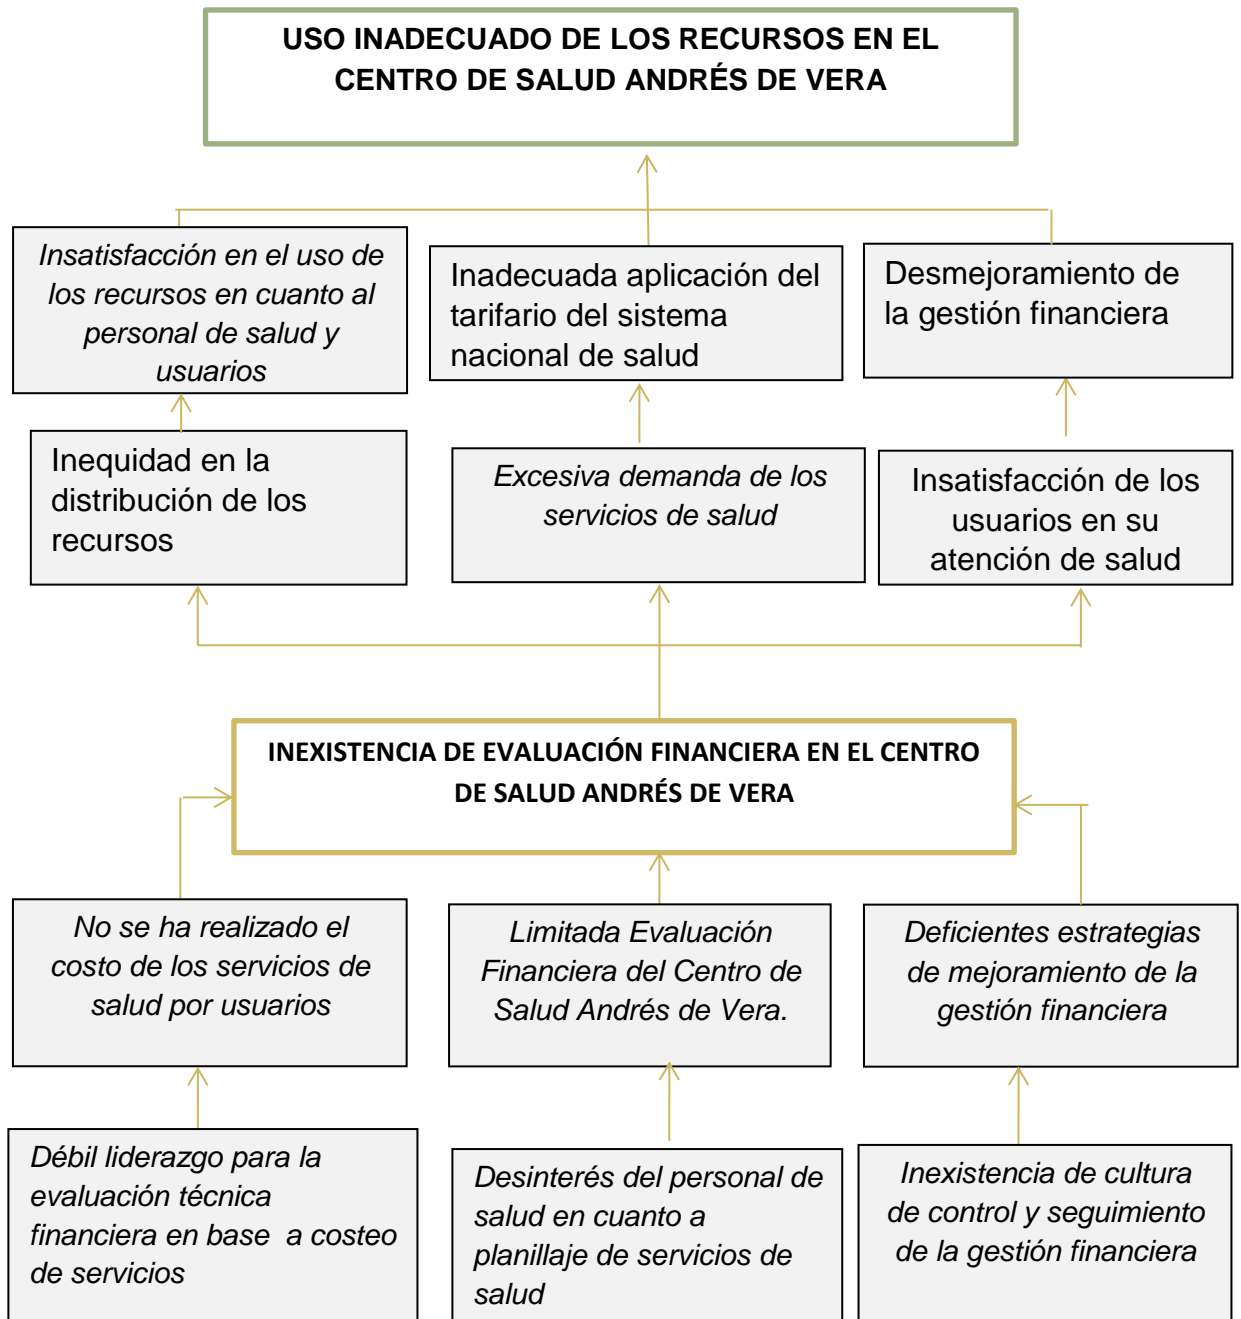 USO INADECUADO DE LOS RECURSOS EN EL
CENTRO DE SALUD ANDRÉS DE VERA
Insatisfacción en el uso de
los recursos en cuanto al
personal de salud y
usuarios
Inadecuada aplicación del
tarifario del sistema
nacional de salud
Desmejoramiento de
la gestión financiera
Inequidad en la
distribución de los
recursos
Excesiva demanda de los
servicios de salud
Insatisfacción de los
usuarios en su
atención de salud
INEXISTENCIA DE EVALUACIÓN FINANCIERA EN EL CENTRO
DE SALUD ANDRÉS DE VERA
No se ha realizado el
costo de los servicios de
salud por usuarios
Limitada Evaluación
Financiera del Centro de
Salud Andrés de Vera.
Deficientes estrategias
de mejoramiento de la
gestión financiera
Débil liderazgo para la
evaluación técnica
financiera en base  a costeo
de servicios
Desinterés del personal de
salud en cuanto a
planillaje de servicios de
salud
Inexistencia de cultura
de control y seguimiento
de la gestión financiera